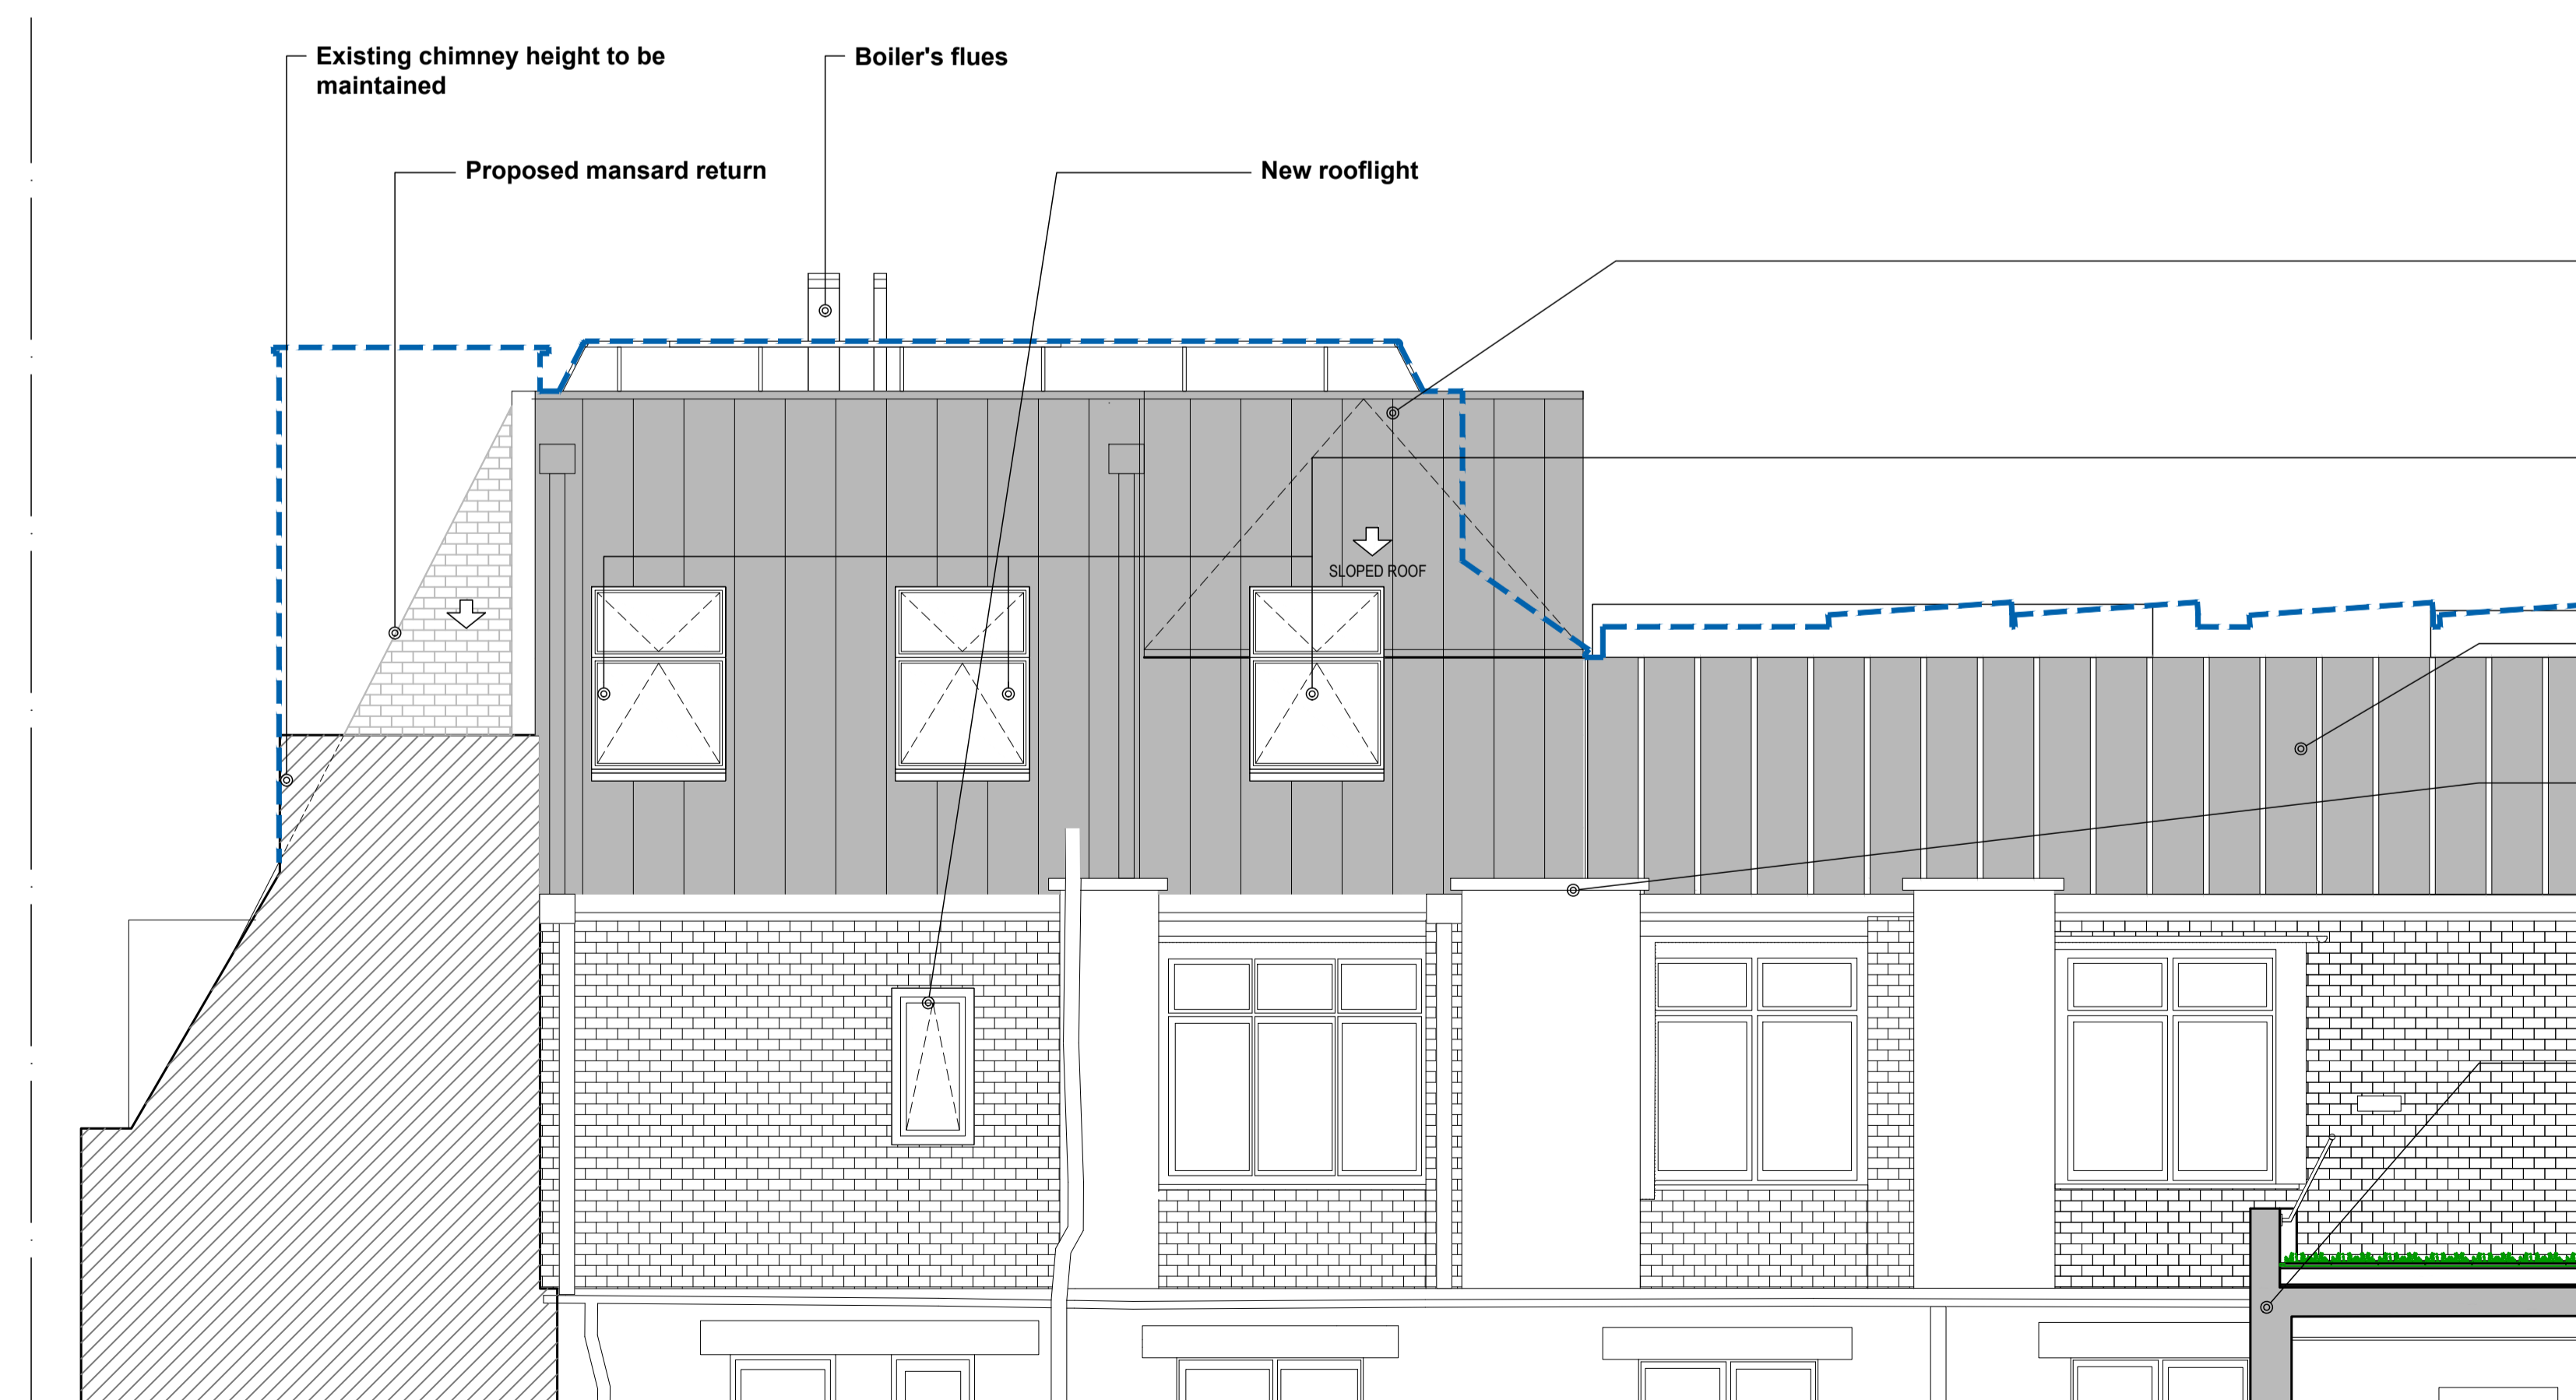 Existing chimney height to be
maintained
Boiler's flues
Proposed mansard return
New rooflight
SLOPED ROOF